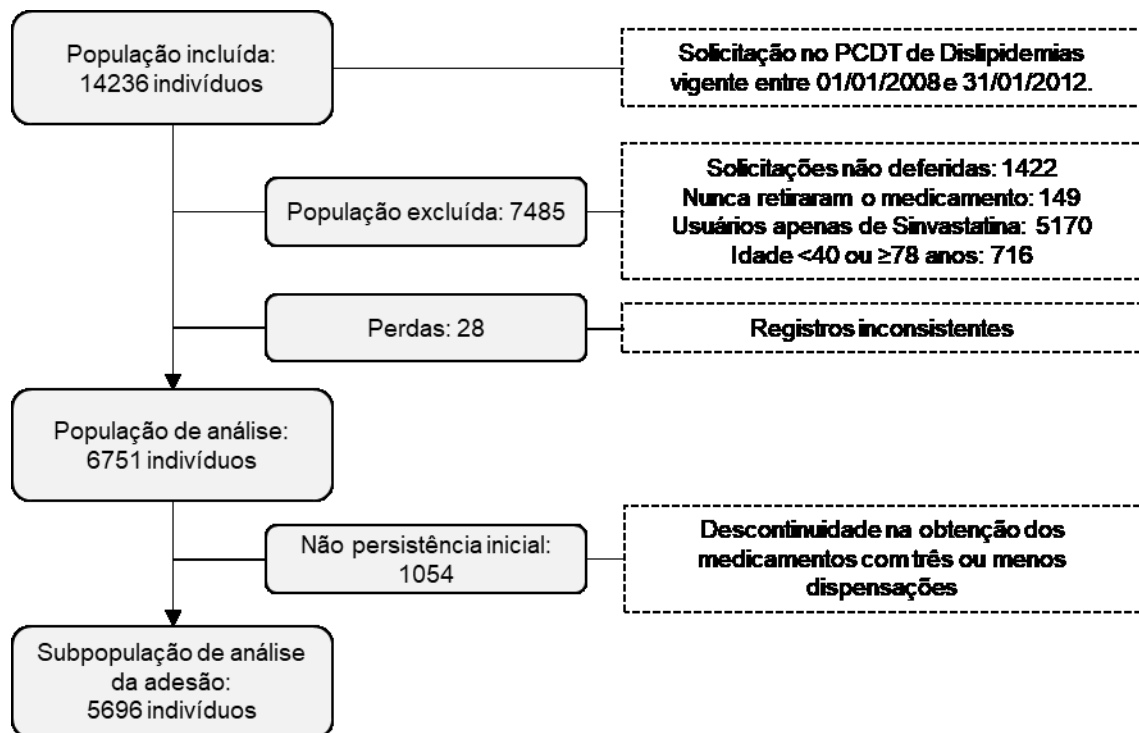 População incluída:
14236 indivíduos
Solicitação no PCDT de Dislipidemias
vigente entre 01/01/2008 e 31/01/2012.
População excluída: 7485
Solicitações não deferidas: 1422
Nunca retiraram o medicamento: 149
Usuários apenas de Sinvastatina: 5170
Idade <40 ou ≥78 anos: 716
Perdas: 28
Registros inconsistentes
População de análise:
6751 indivíduos
Não persistência inicial:
1054
Descontinuidade na obtenção dos
medicamentos com três ou menos
dispensações
Subpopulação de análise
da adesão:
5696 indivíduos